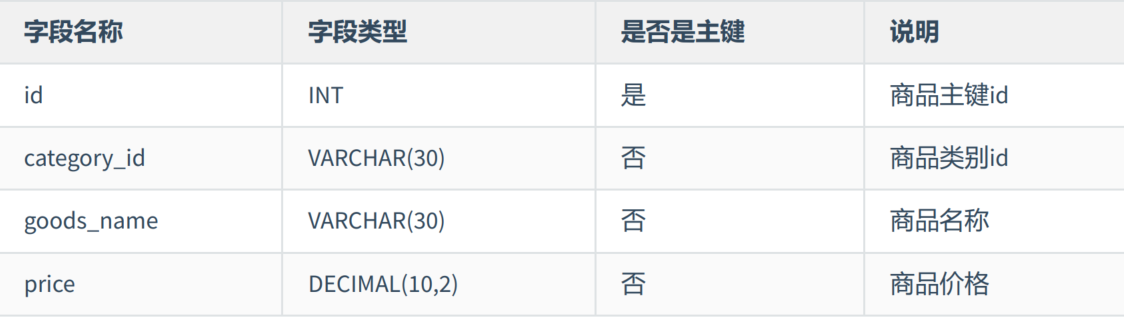 字段名称 字段类型 是否是主键 说明
id INT 是 商品主键id
category_id VARCHAR(30) 否 商品类别id
goods_name VARCHAR(30) 否 商品名称
price DECIMAL(10,2) 否 商品价格